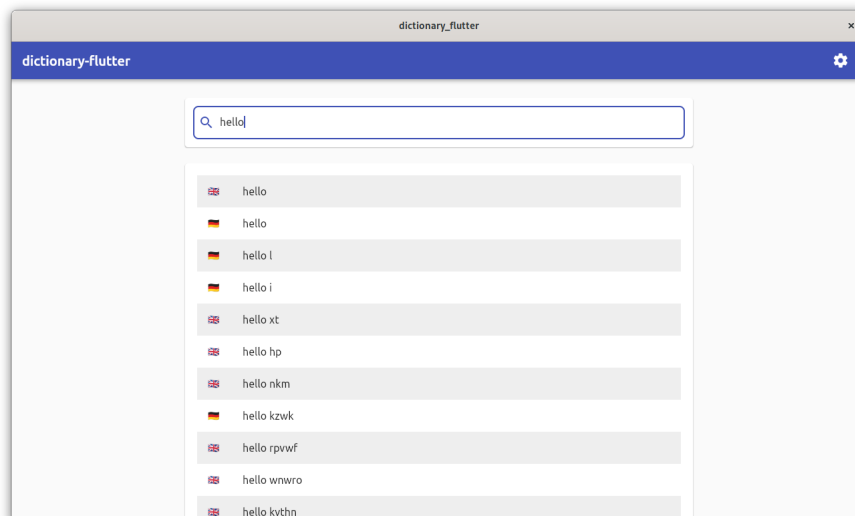 dictionary_flutter
dictionary-flutter
hello
hello
hello
hello l
hello i
hello xt
hello hp
hello nkm
hello kzwk
hello rpvwf
hello wnwro
hello kythn